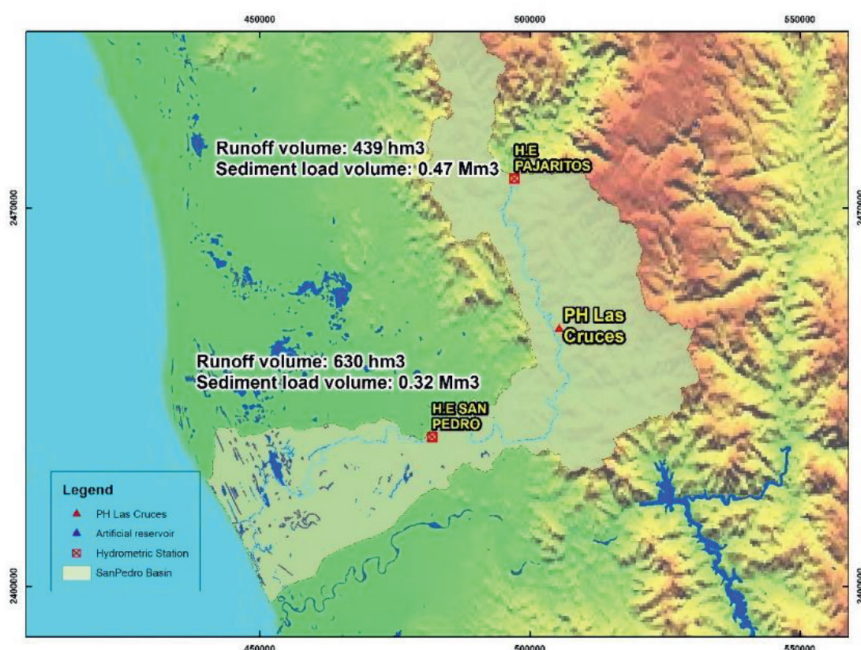 450000 500000 550000
Runoff volume: 439 hm3
Sediment load volume: 0.47 Mm3
H.E
PAJARITOS
2470000 2470000
PH Las
Cruces
Runoff volume: 630 hm3
Sediment load volume: 0.32 Mm3
H.E SAN
PEDRO
Legend
PH Las Cruces
Artificial reservoir
Hydrometric Station
SanPedro Basin
2400000 2400000
450000 500000 550000